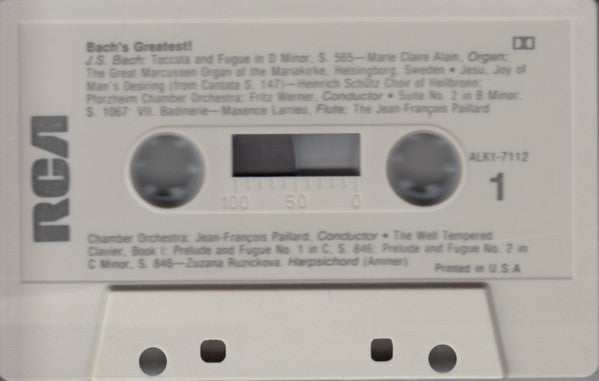 Bach's Greatest!
J.S. Bach: Toccata and Fugue in D Minor, S. 565—Marie Claire Alain, Organ;
The Great Marcussen Organ of the Mariakirke, Helsingborg, Sweden • Jesu, Joy of
Man's Desiring (from Cantata S. 147)—Heinrich Schütz Choir of Heilbronn;
Pforzheim Chamber Orchestra; Fritz Werner, Conductor • Suite No. 2 in B Minor,
S. 1067: VII. Badinerie—Maxence Larrieu, Flute; The Jean-François Paillard
RCA
ALK1-7112
1
100 50 0
Chamber Orchestra; Jean-François Paillard, Conductor • The Well Tempered
Clavier, Book I: Prelude and Fugue No. 1 in C, S. 846; Prelude and Fugue No. 2 in
C Minor, S. 846—Zuzana Ruzickova, Harpsichord (Ammer)
Printed in U.S.A